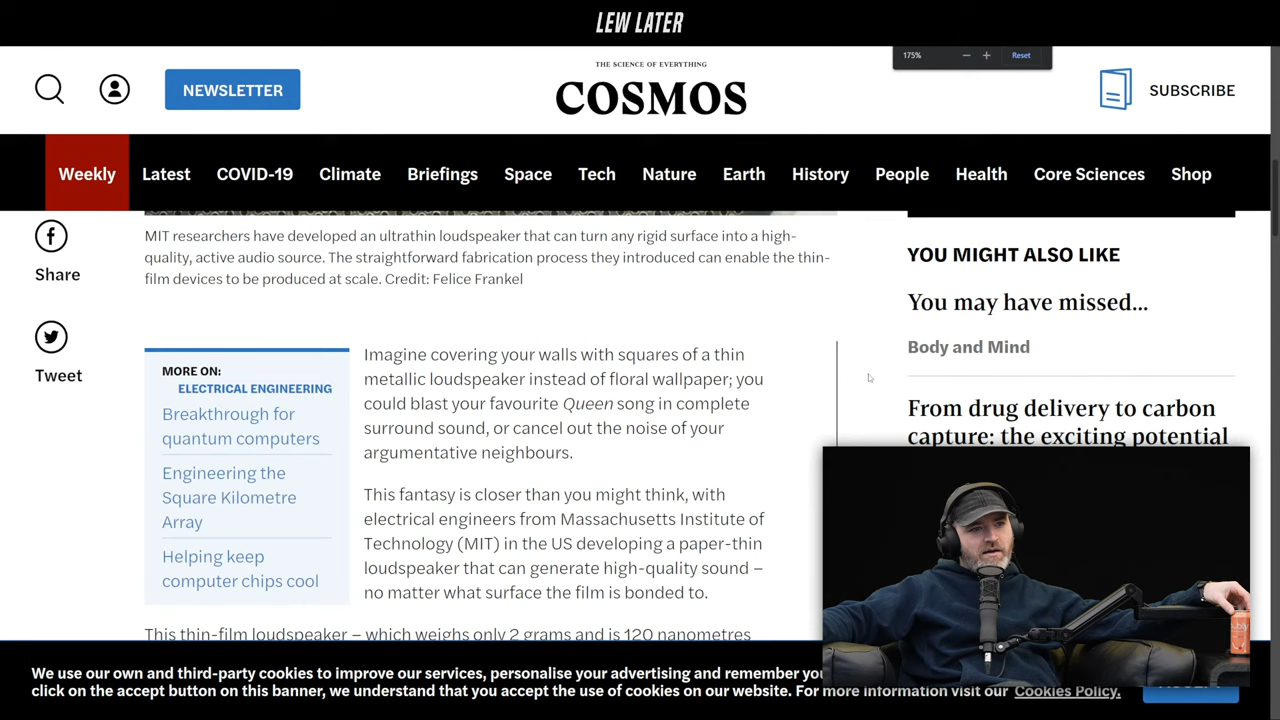 LEW LATER
175%
Reset
NEWSLETTER
THE SCIENCE OF EVERYTHING
COSMOS
SUBSCRIBE
Weekly Latest COVID-19 Climate Briefings Space Tech Nature Earth History People Health Core Sciences Shop
Share
Tweet
MIT researchers have developed an ultrathin loudspeaker that can turn any rigid surface into a high-
quality, active audio source. The straightforward fabrication process they introduced can enable the thin-
film devices to be produced at scale. Credit: Felice Frankel
MORE ON:
ELECTRICAL ENGINEERING
Breakthrough for
quantum computers
Engineering the
Square Kilometre
Array
Helping keep
computer chips cool
Imagine covering your walls with squares of a thin
metallic loudspeaker instead of floral wallpaper; you
could blast your favourite Queen song in complete
surround sound, or cancel out the noise of your
argumentative neighbours.
This fantasy is closer than you might think, with
electrical engineers from Massachusetts Institute of
Technology (MIT) in the US developing a paper-thin
loudspeaker that can generate high-quality sound –
no matter what surface the film is bonded to.
This thin-film loudspeaker – which weighs only 2 grams and is 120 nanometres
YOU MIGHT ALSO LIKE
You may have missed...
Body and Mind
From drug delivery to carbon
capture: the exciting potential
We use our own and third-party cookies to improve our services, personalise your advertising and remember
click on the accept button on this banner, we understand that you accept the use of cookies on our website. For more information visit our Cookies Policy.